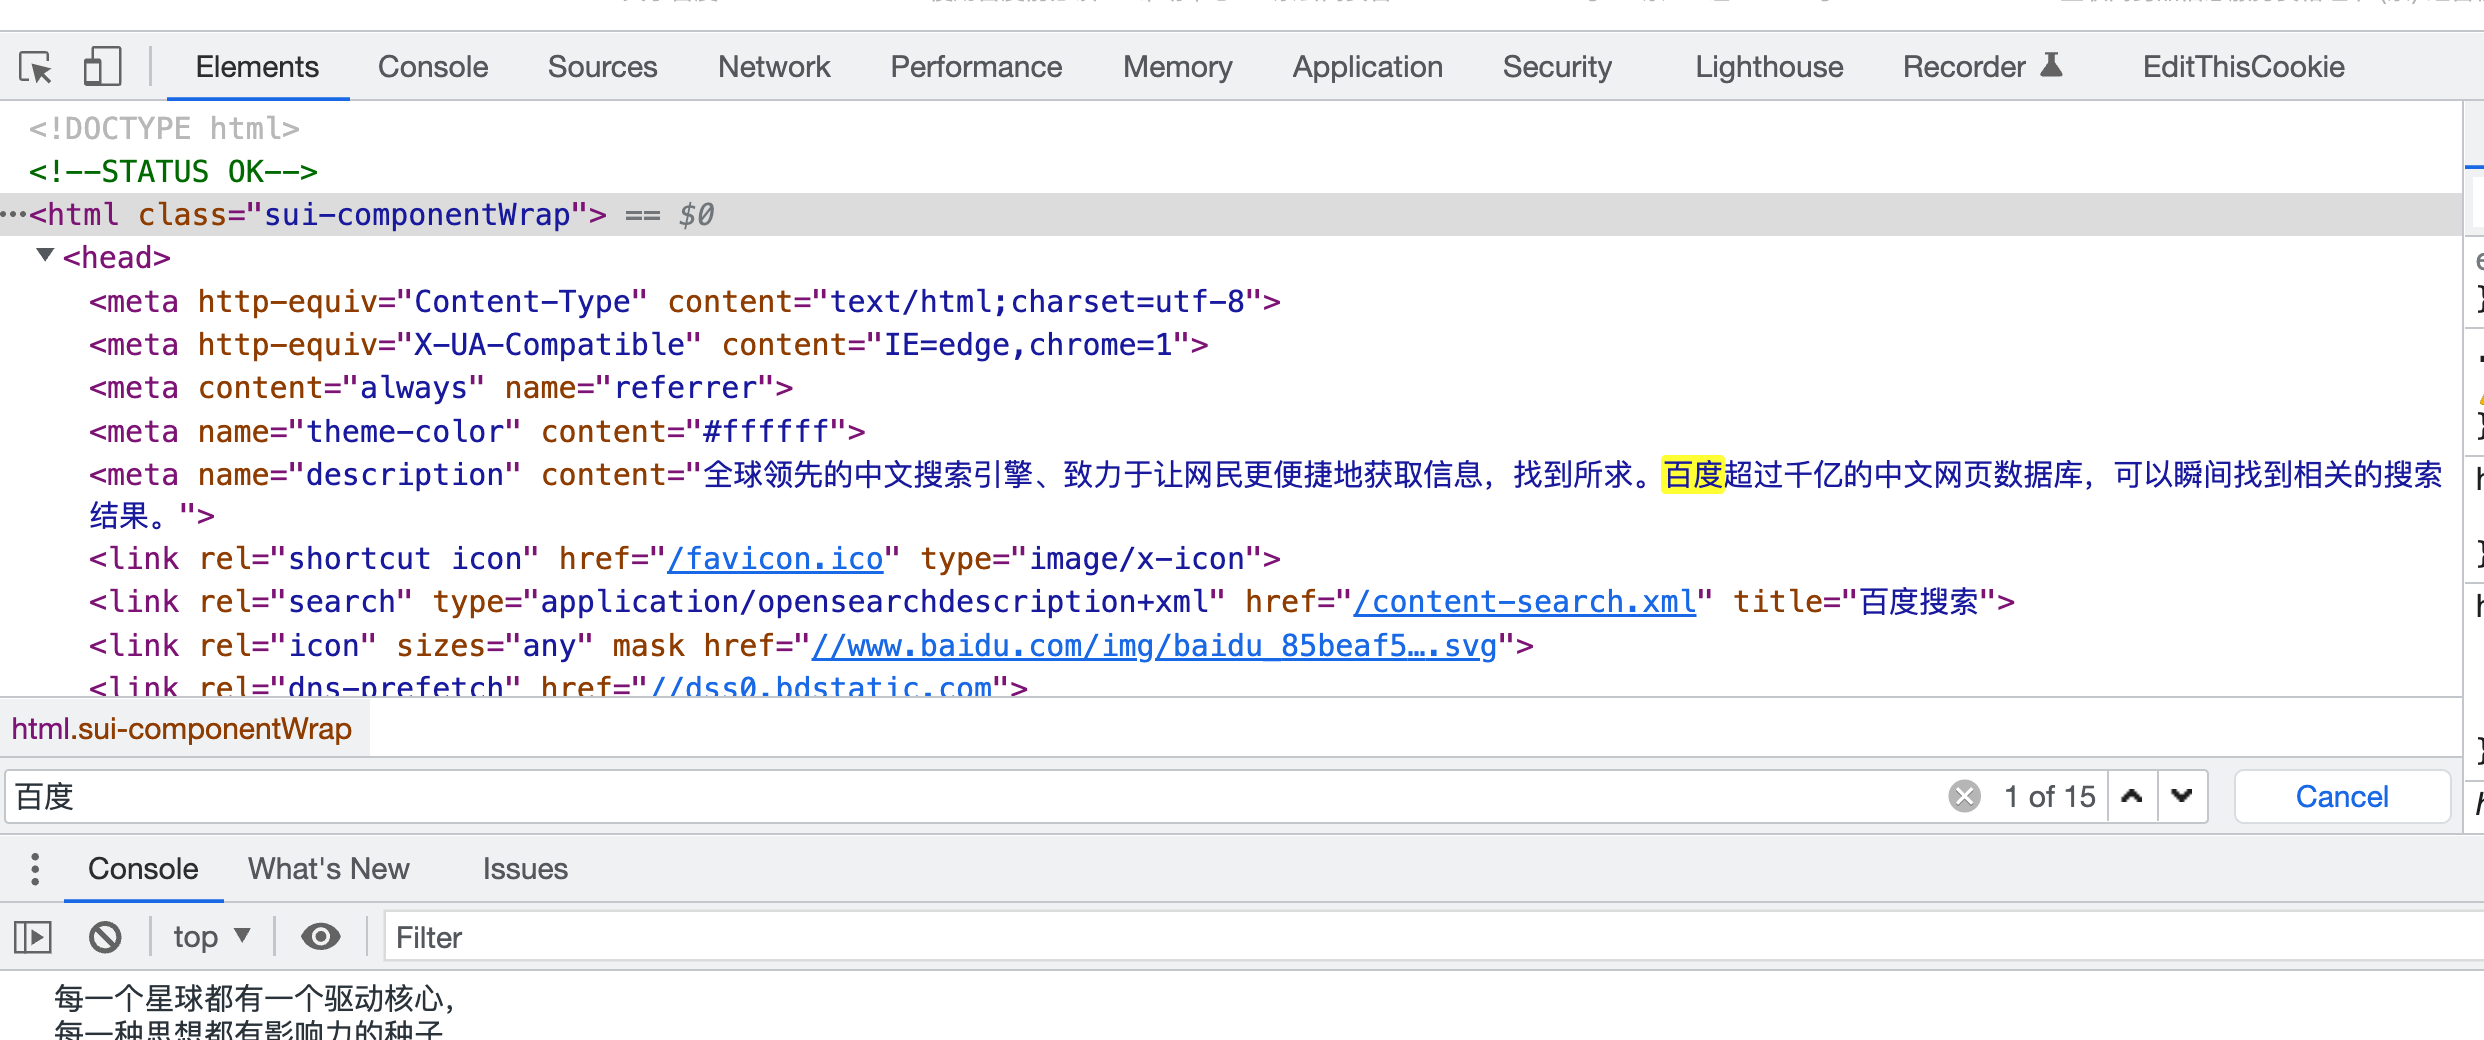 Elements Console Sources Network Performance Memory Application Security Lighthouse Recorder EditThisCookie
<!DOCTYPE html>
<!--STATUS OK-->
···<html class="sui-componentWrap"> == $0
<head>
<meta http-equiv="Content-Type" content="text/html;charset=utf-8">
<meta http-equiv="X-UA-Compatible" content="IE=edge,chrome=1">
<meta content="always" name="referrer">
<meta name="theme-color" content="#ffffff">
<meta name="description" content="全球领先的中文搜索引擎、致力于让网民更便捷地获取信息，找到所求。百度超过千亿的中文网页数据库，可以瞬间找到相关的搜索
结果。">
<link rel="shortcut icon" href="/favicon.ico" type="image/x-icon">
<link rel="search" type="application/opensearchdescription+xml" href="/content-search.xml" title="百度搜索">
<link rel="icon" sizes="any" mask href="//www.baidu.com/img/baidu_85beaf5….svg">
<link rel="dns-prefetch" href="//dss0.bdstatic.com">
html.sui-componentWrap
百度 1 of 15 Cancel
Console What's New Issues
top Filter
每一个星球都有一个驱动核心，
每一种思想都有影响力的种子